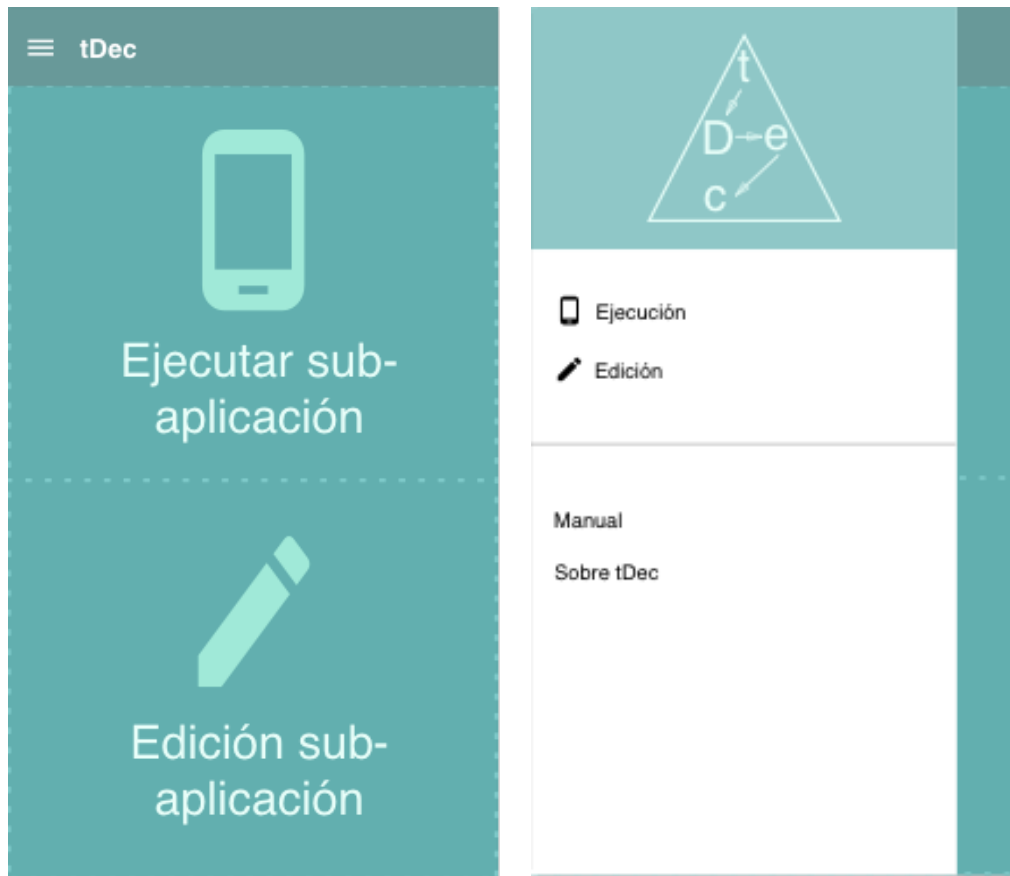 tDec
Ejecutar sub-
aplicación
Edición sub-
aplicación
t
D e
c
Ejecución
Edición
Manual
Sobre tDec